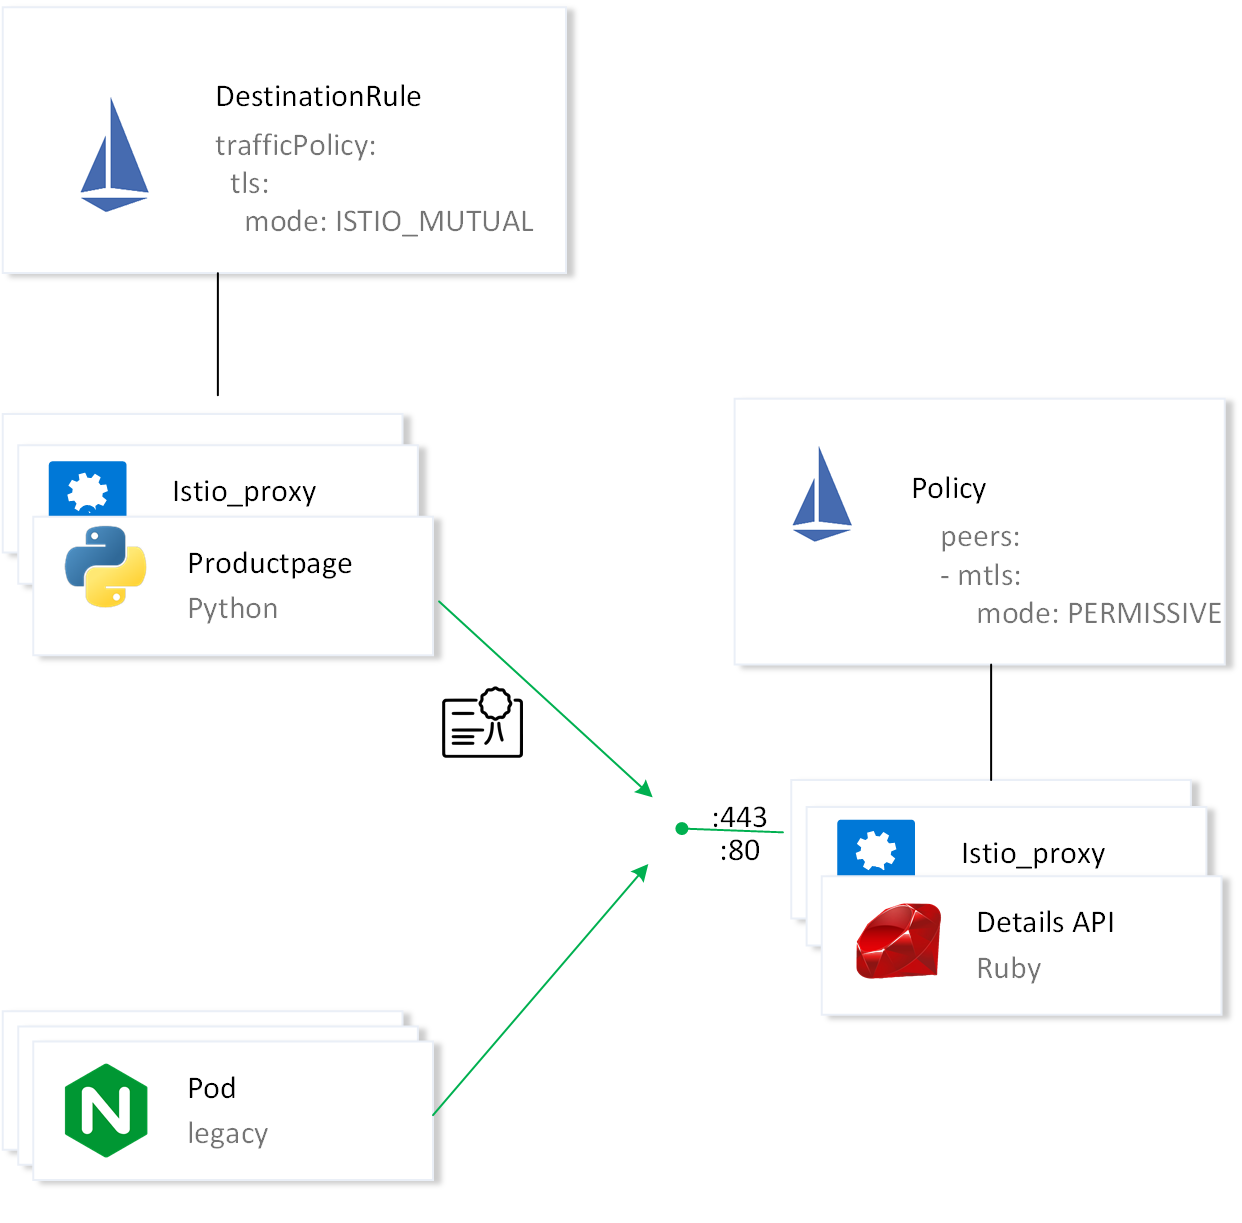 DestinationRule
trafficPolicy:
tls:
mode: ISTIO_MUTUAL
Istio_proxy
Productpage
Python
Policy
peers:
- mtls:
mode: PERMISSIVE
:443
:80
Istio_proxy
Details API
Ruby
N
Pod
legacy